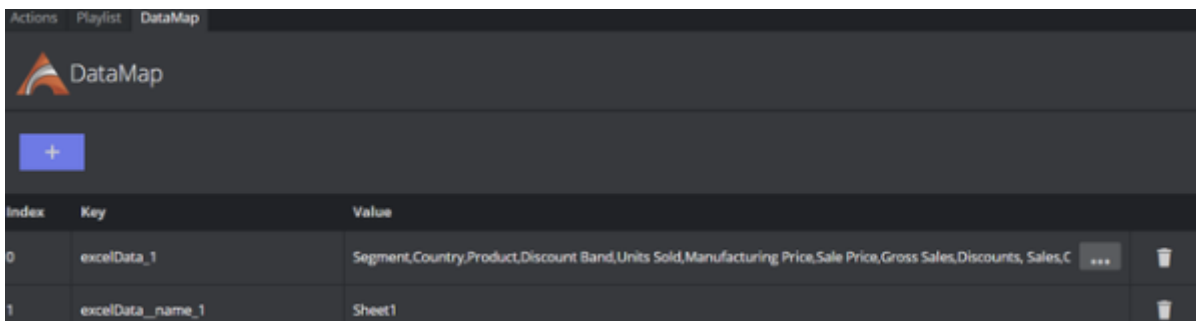 Actions Playlist DataMap
DataMap
+
Index Key Value
0 excelData_1 Segment,Country,Product,Discount Band,Units Sold,Manufacturing Price,Sale Price,Gross Sales,Discounts, Sales,C ...
1 excelData__name_1 Sheet1